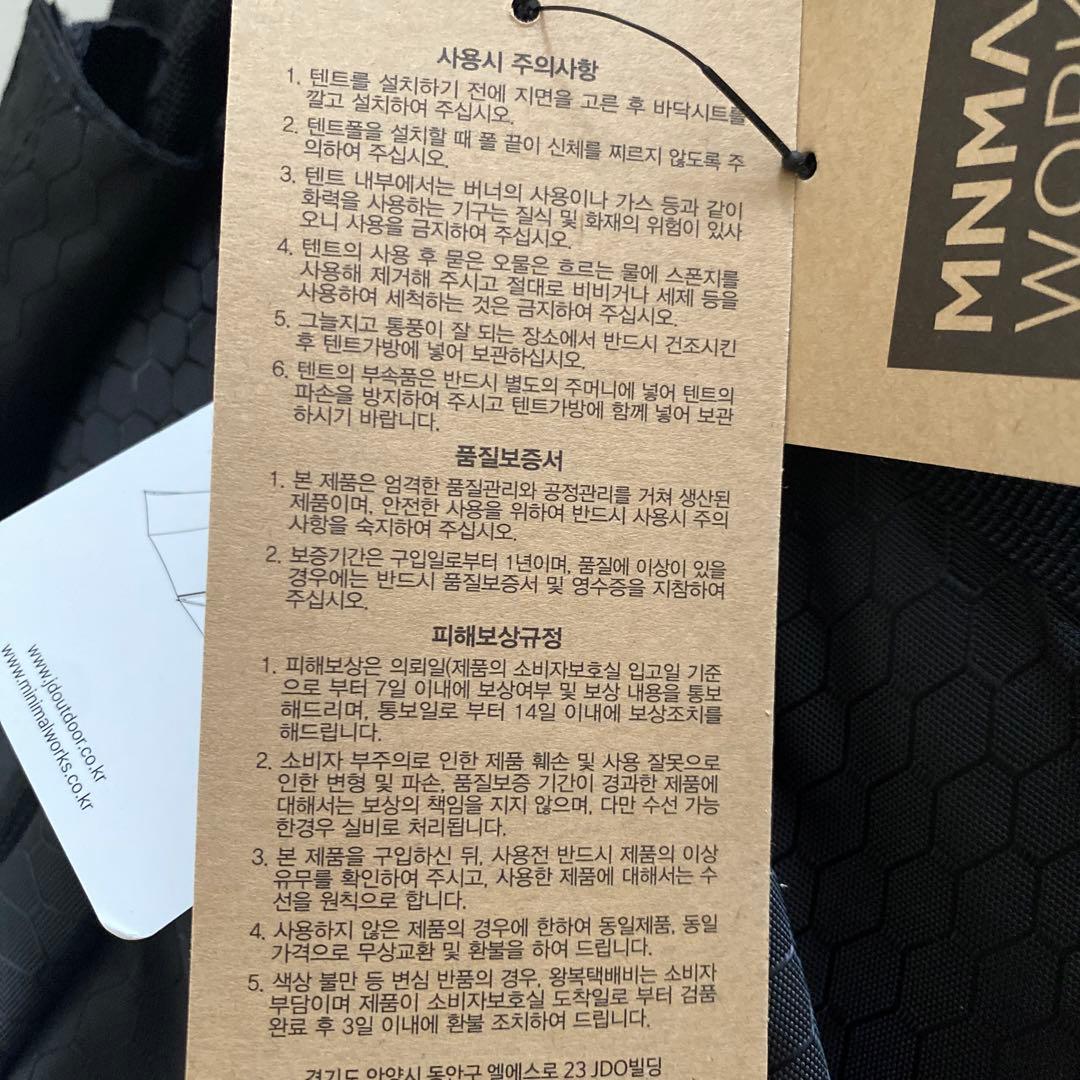 사용시 주의사항
1. 텐트를 설치하기 전에 지면을 고른 후 바닥시트를
깔고 설치하여 주십시오.
2. 텐트폴을 설치할 때 폴 끝이 신체를 찌르지 않도록 주
의하여 주십시오.
3. 텐트 내부에서는 버너의 사용이나 가스 등과 같이
화력을 사용하는 기구는 질식 및 화재의 위험이 있사
오니 사용을 금지하여 주십시오.
4. 텐트의 사용 후 묻은 오물은 흐르는 물에 스폰지를
사용해 제거해 주시고 절대로 비비거나 세제 등을
사용하여 세척하는 것은 금지하여 주십시오.
5. 그늘지고 통풍이 잘 되는 장소에서 반드시 건조시킨
후 텐트가방에 넣어 보관하십시오.
6. 텐트의 부속품은 반드시 별도의 주머니에 넣어 텐트의
파손을 방지하여 주시고 텐트가방에 함께 넣어 보관
하시기 바랍니다.
품질보증서
1. 본 제품은 엄격한 품질관리와 공정관리를 거쳐 생산된
제품이며, 안전한 사용을 위하여 반드시 사용시 주의
사항을 숙지하여 주십시오.
2. 보증기간은 구입일로부터 1년이며, 품질에 이상이 있을
경우에는 반드시 품질보증서 및 영수증을 지참하여
주십시오.
피해보상규정
1. 피해보상은 의뢰일(제품의 소비자보호실 입고일 기준
으로 부터 7일 이내에 보상여부 및 보상 내용을 통보
해드리며, 통보일로 부터 14일 이내에 보상조치를
해드립니다.
2. 소비자 부주의로 인한 제품 훼손 및 사용 잘못으로
인한 변형 및 파손, 품질보증 기간이 경과한 제품에
대해서는 보상의 책임을 지지 않으며, 다만 수선 가능
한경우 실비로 처리됩니다.
3. 본 제품을 구입하신 뒤, 사용전 반드시 제품의 이상
유무를 확인하여 주시고, 사용한 제품에 대해서는 수
선을 원칙으로 합니다.
4. 사용하지 않은 제품의 경우에 한하여 동일제품, 동일
가격으로 무상교환 및 환불을 하여 드립니다.
5. 색상 불만 등 변심 반품의 경우, 왕복택배비는 소비자
부담이며 제품이 소비자보호실 도착일로 부터 검품
완료 후 3일 이내에 환불 조치하여 드립니다.
경기도 안양시 동안구 엘에스로 23 JDO빌딩
www.jdoutdoor.co.kr
www.minimalworks.co.kr